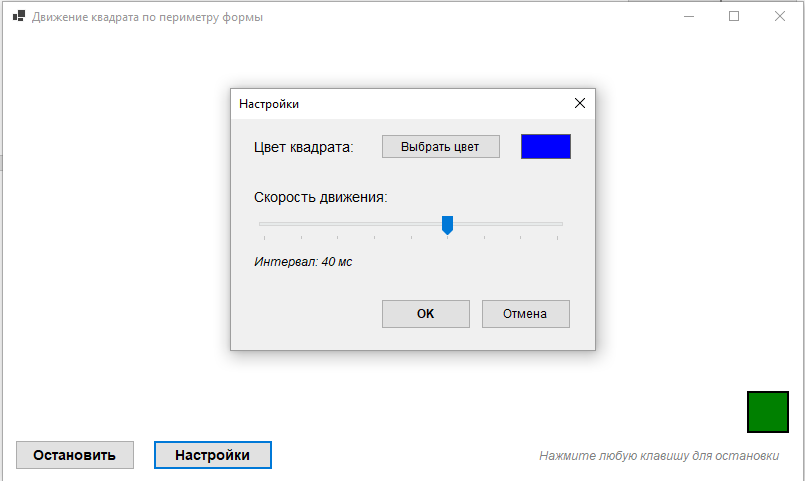 Движение квадрата по периметру формы
Настройки
Цвет квадрата:
Выбрать цвет
Скорость движения:
Интервал: 40 мс
OK
Отмена
Остановить
Настройки
Нажмите любую клавишу для остановки